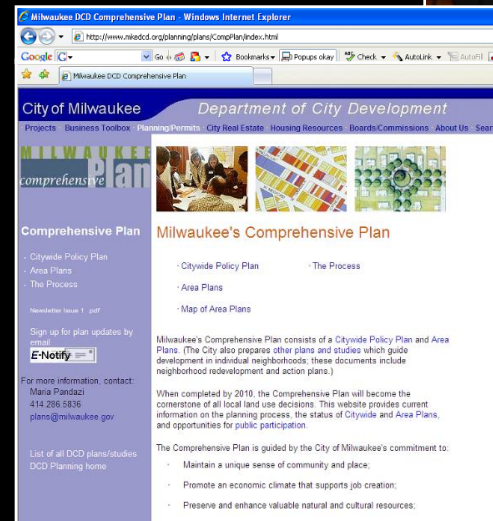 Milwaukee DCD Comprehensive Plan - Windows Internet Explorer
http://www.mkedcd.org/planning/plans/CompPlan/index.html
Google G Go Bookmarks Popups okay Check AutoLink AutoFill
Milwaukee DCD Comprehensive Plan
City of Milwaukee Department of City Development
Projects Business Toolbox Planning/Permits City Real Estate Housing Resources Boards/Commissions About Us Sear
MILWAUKEE
comprehensive Plan
Comprehensive Plan
· Citywide Policy Plan
· Area Plans
· The Process
Newsletter Issue 1 .pdf
Sign up for plan updates by
email
E-Notify
For more information, contact:
Maria Pandazi
414.286.5836
plans@milwaukee.gov
List of all DCD plans/studies
DCD Planning home
Milwaukee's Comprehensive Plan
· Citywide Policy Plan · The Process
· Area Plans
· Map of Area Plans
Milwaukee's Comprehensive Plan consists of a Citywide Policy Plan and Area
Plans. (The City also prepares other plans and studies which guide
development in individual neighborhoods; these documents include
neighborhood redevelopment and action plans.)
When completed by 2010, the Comprehensive Plan will become the
cornerstone of all local land use decisions. This website provides current
information on the planning process, the status of Citywide and Area Plans,
and opportunities for public participation.
The Comprehensive Plan is guided by the City of Milwaukee's commitment to:
· Maintain a unique sense of community and place;
· Promote an economic climate that supports job creation;
· Preserve and enhance valuable natural and cultural resources;